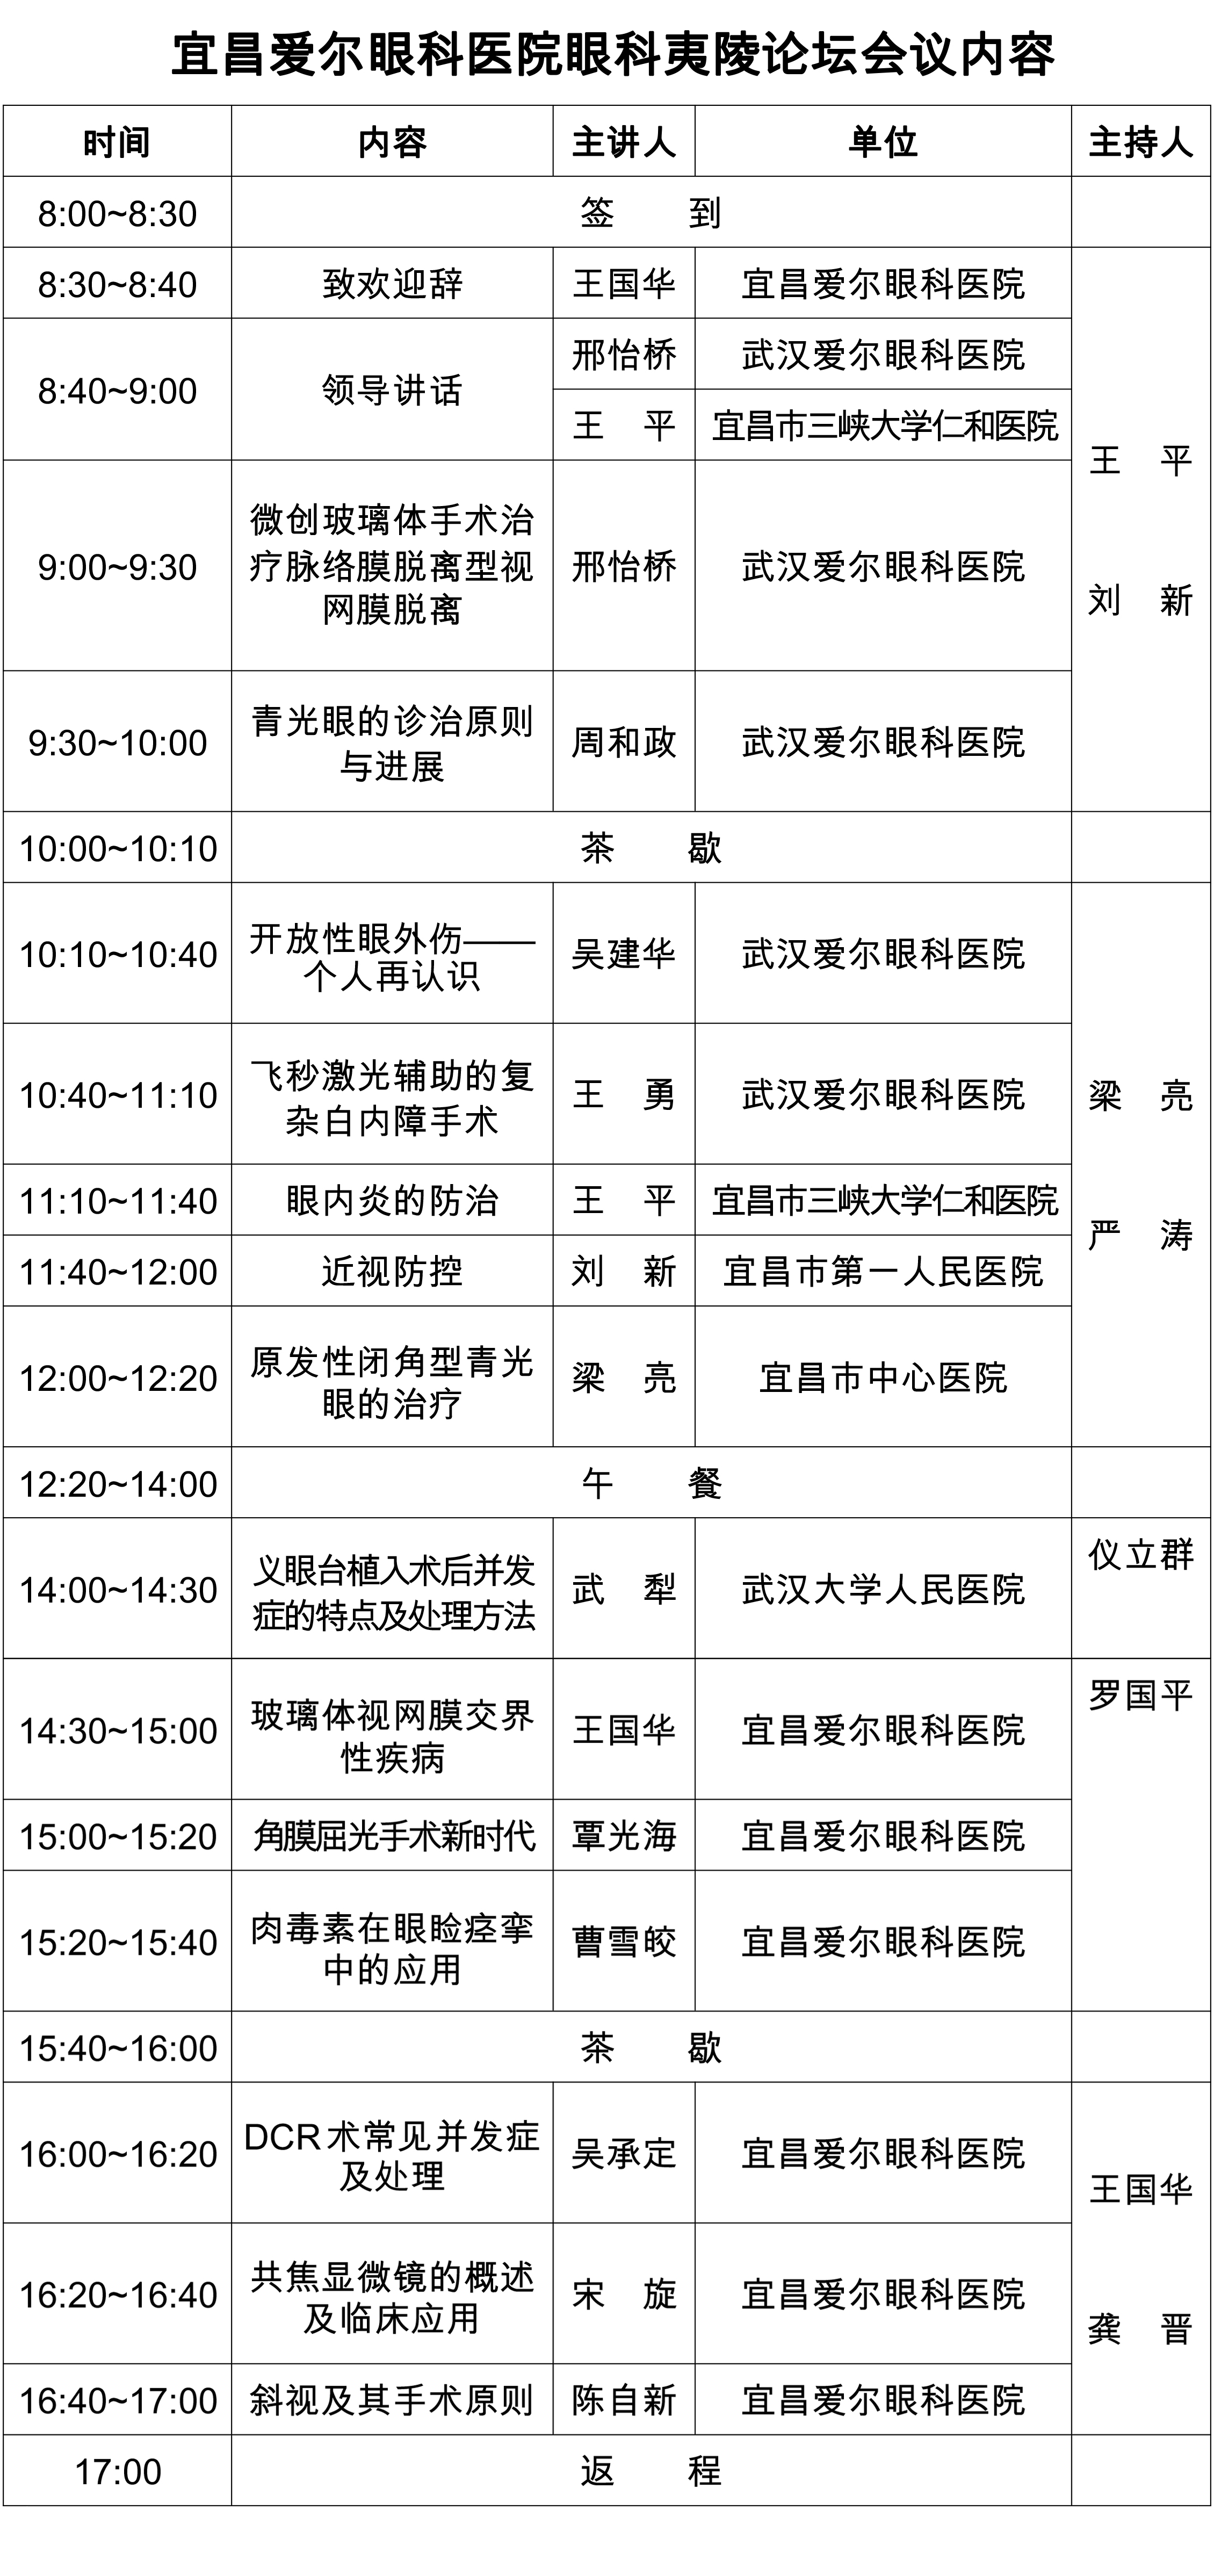 宜昌爱尔眼科医院眼科夷陵论坛会议内容
时间 内容 主讲人 单位 主持人
8:00~8:30 签 到
8:30~8:40 致欢迎辞 王国华 宜昌爱尔眼科医院
8:40~9:00 领导讲话 邢怡桥 武汉爱尔眼科医院
王 平 宜昌市三峡大学仁和医院
王 平
刘 新
9:00~9:30 微创玻璃体手术治
疗脉络膜脱离型视
网膜脱离 邢怡桥 武汉爱尔眼科医院
9:30~10:00 青光眼的诊治原则
与进展 周和政 武汉爱尔眼科医院
10:00~10:10 茶 歇
10:10~10:40 开放性眼外伤——
个人再认识 吴建华 武汉爱尔眼科医院
10:40~11:10 飞秒激光辅助的复
杂白内障手术 王 勇 武汉爱尔眼科医院
梁 亮
严 涛
11:10~11:40 眼内炎的防治 王 平 宜昌市三峡大学仁和医院
11:40~12:00 近视防控 刘 新 宜昌市第一人民医院
12:00~12:20 原发性闭角型青光
眼的治疗 梁 亮 宜昌市中心医院
12:20~14:00 午 餐
14:00~14:30 义眼台植入术后并发
症的特点及处理方法 武 犁 武汉大学人民医院 仪立群
14:30~15:00 玻璃体视网膜交界
性疾病 王国华 宜昌爱尔眼科医院 罗国平
15:00~15:20 角膜屈光手术新时代 覃光海 宜昌爱尔眼科医院
15:20~15:40 肉毒素在眼睑痉挛
中的应用 曹雪皎 宜昌爱尔眼科医院
15:40~16:00 茶 歇
16:00~16:20 DCR术常见并发症
及处理 吴承定 宜昌爱尔眼科医院
王国华
龚 晋
16:20~16:40 共焦显微镜的概述
及临床应用 宋 旋 宜昌爱尔眼科医院
16:40~17:00 斜视及其手术原则 陈自新 宜昌爱尔眼科医院
17:00 返 程